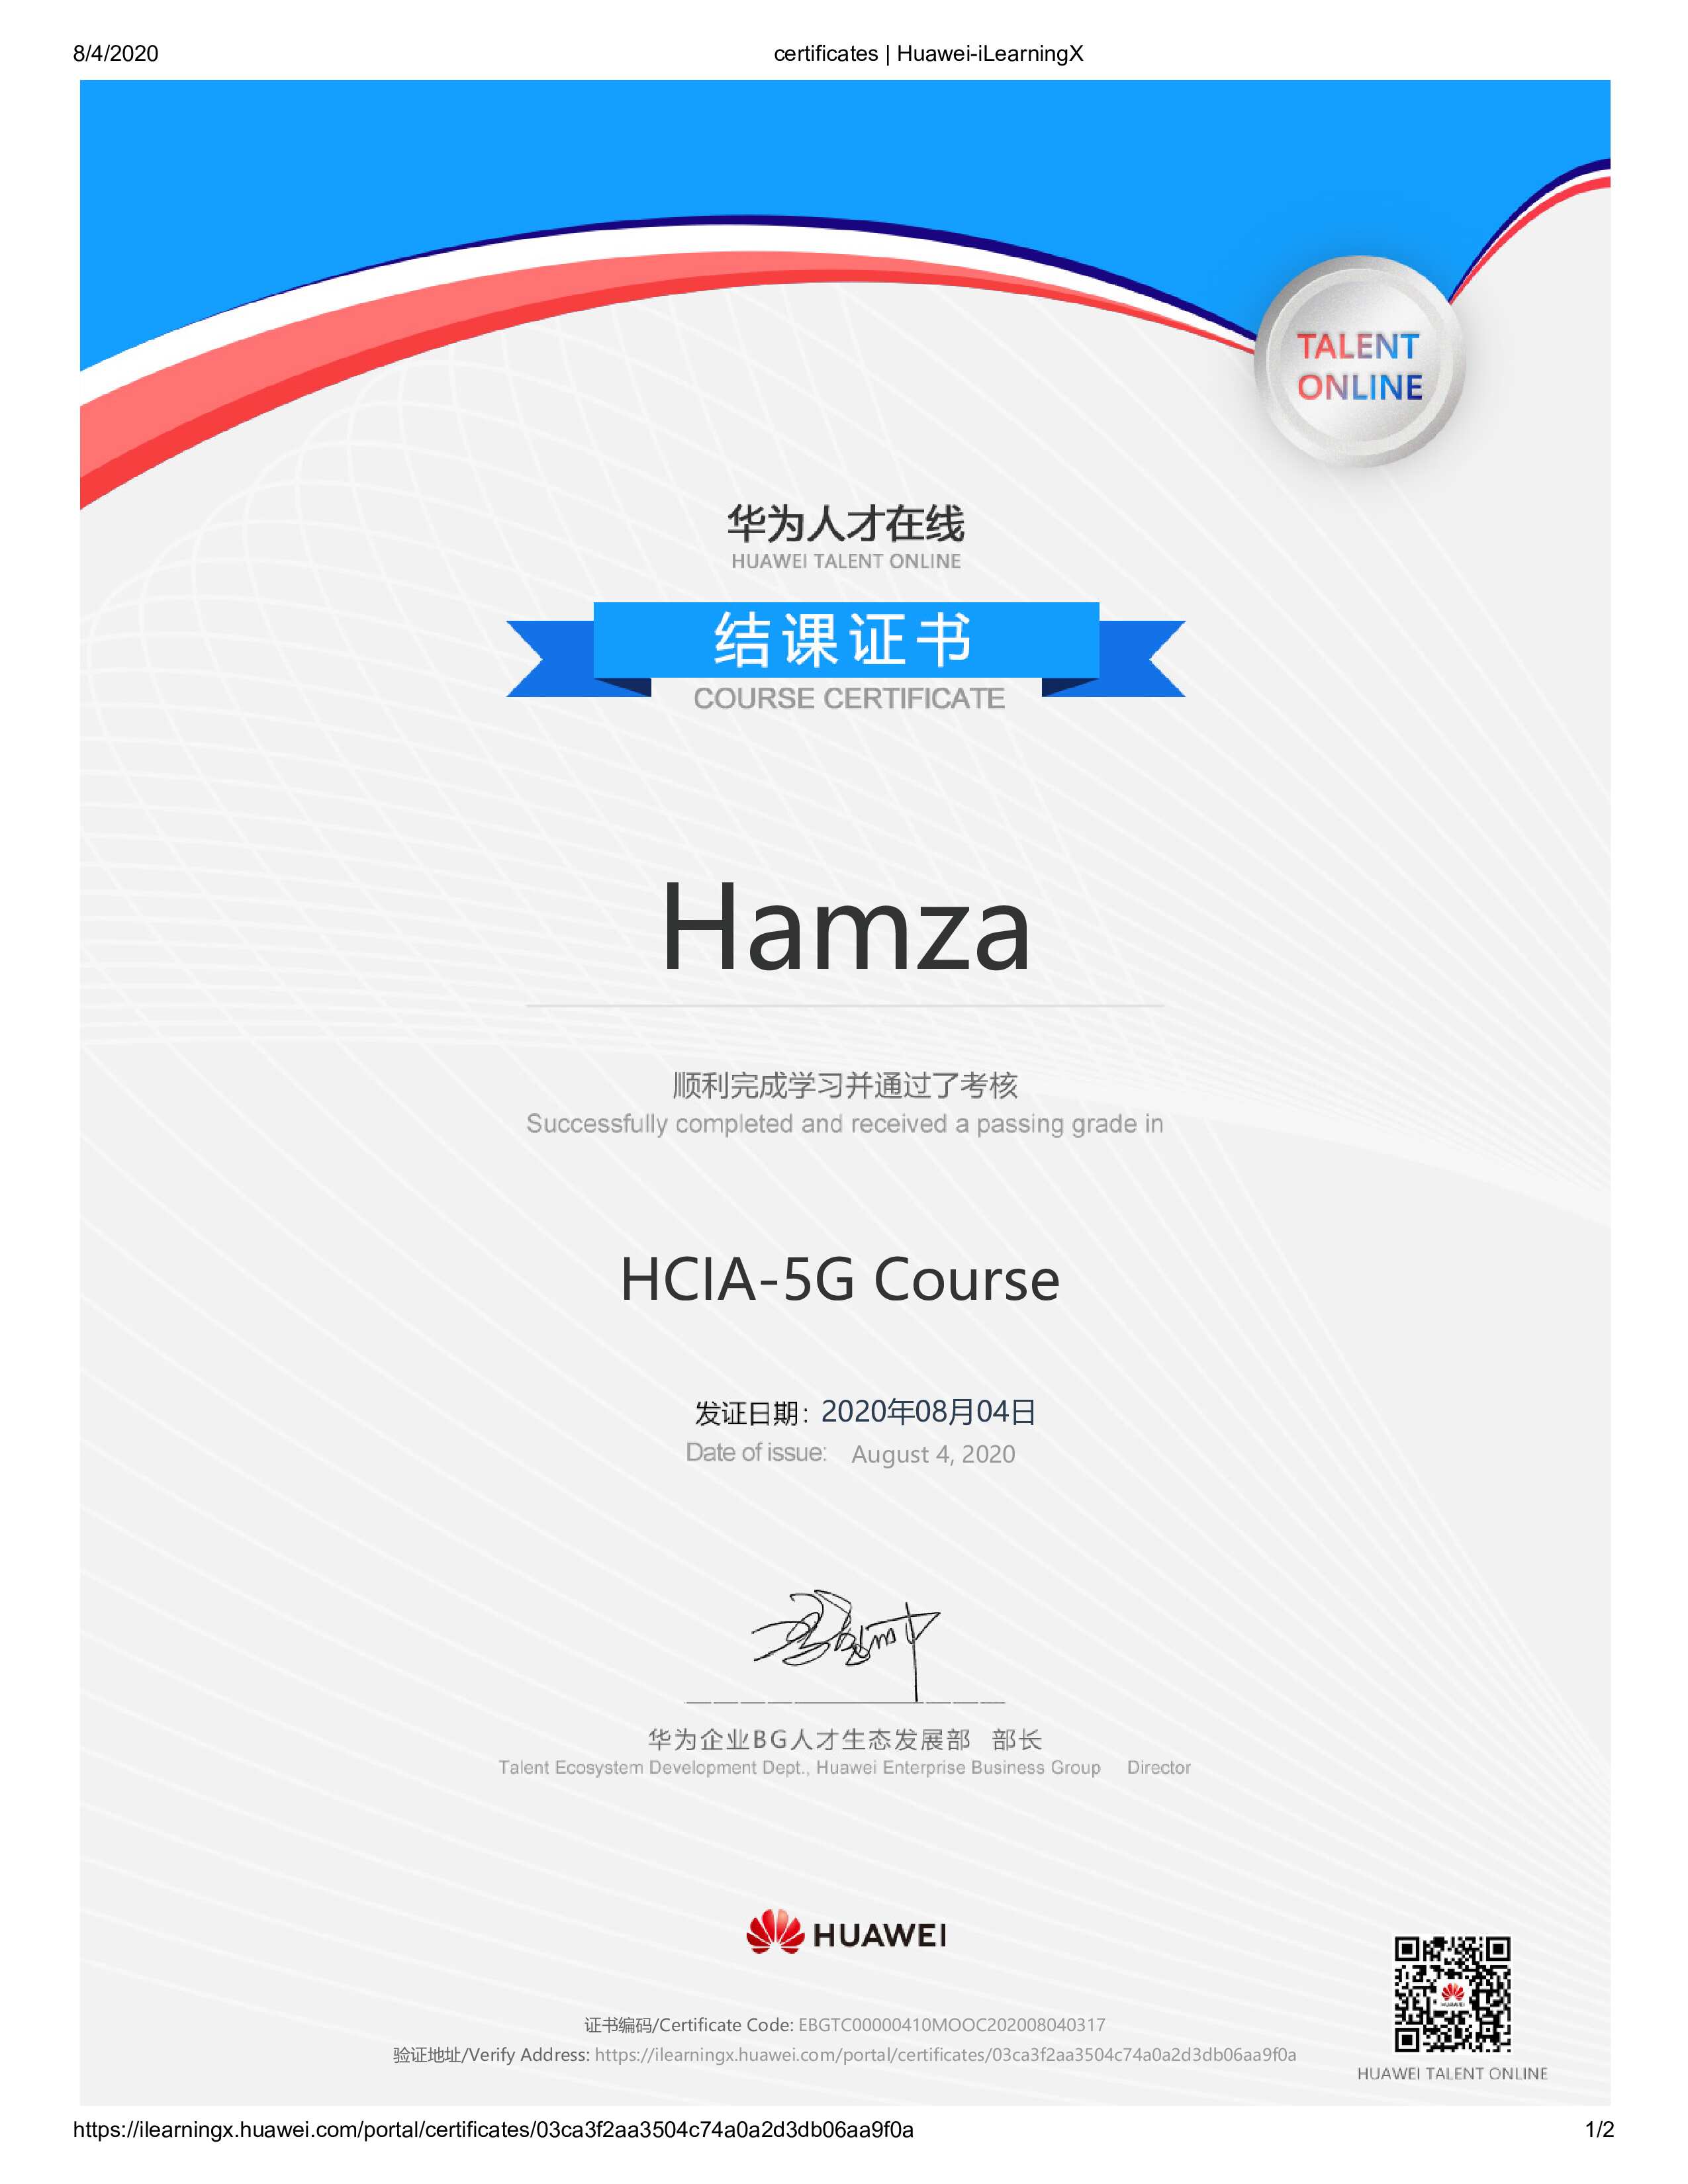 8/4/2020
certificates | Huawei-iLearningX
TALENT
ONLINE
华为人才在线
HUAWEI TALENT ONLINE
结课证书
COURSE CERTIFICATE
Hamza
顺利完成学习并通过了考核
Successfully completed and received a passing grade in
HCIA-5G Course
发证日期：2020年08月04日
Date of issue: August 4, 2020
华为企业BG人才生态发展部 部长
Talent Ecosystem Development Dept., Huawei Enterprise Business Group Director
HUAWEI
证书编码/Certificate Code: EBGTC00000410MOOC202008040317
验证地址/Verify Address: https://ilearningx.huawei.com/portal/certificates/03ca3f2aa3504c74a0a2d3db06aa9f0a
HUAWEI
HUAWEI TALENT ONLINE
https://ilearningx.huawei.com/portal/certificates/03ca3f2aa3504c74a0a2d3db06aa9f0a
1/2